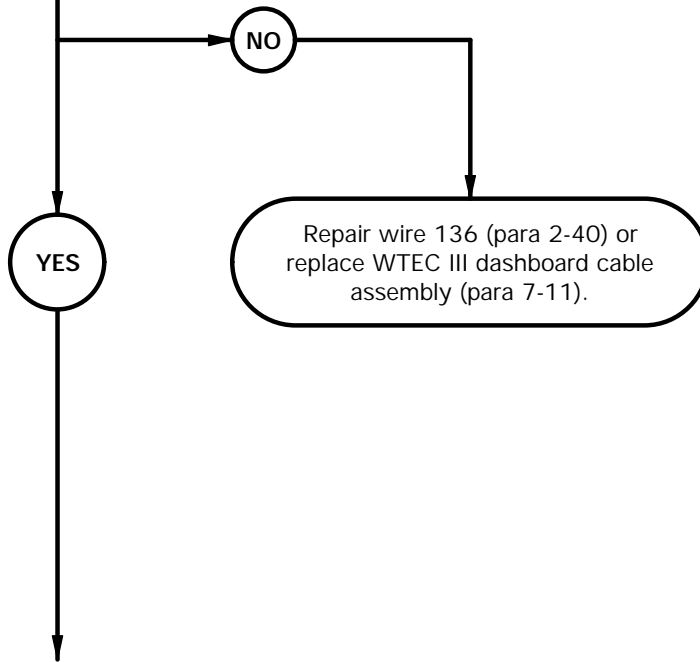 NO
YES
Repair wire 136 (para 2-40) or
replace WTEC III dashboard cable
assembly (para 7-11).